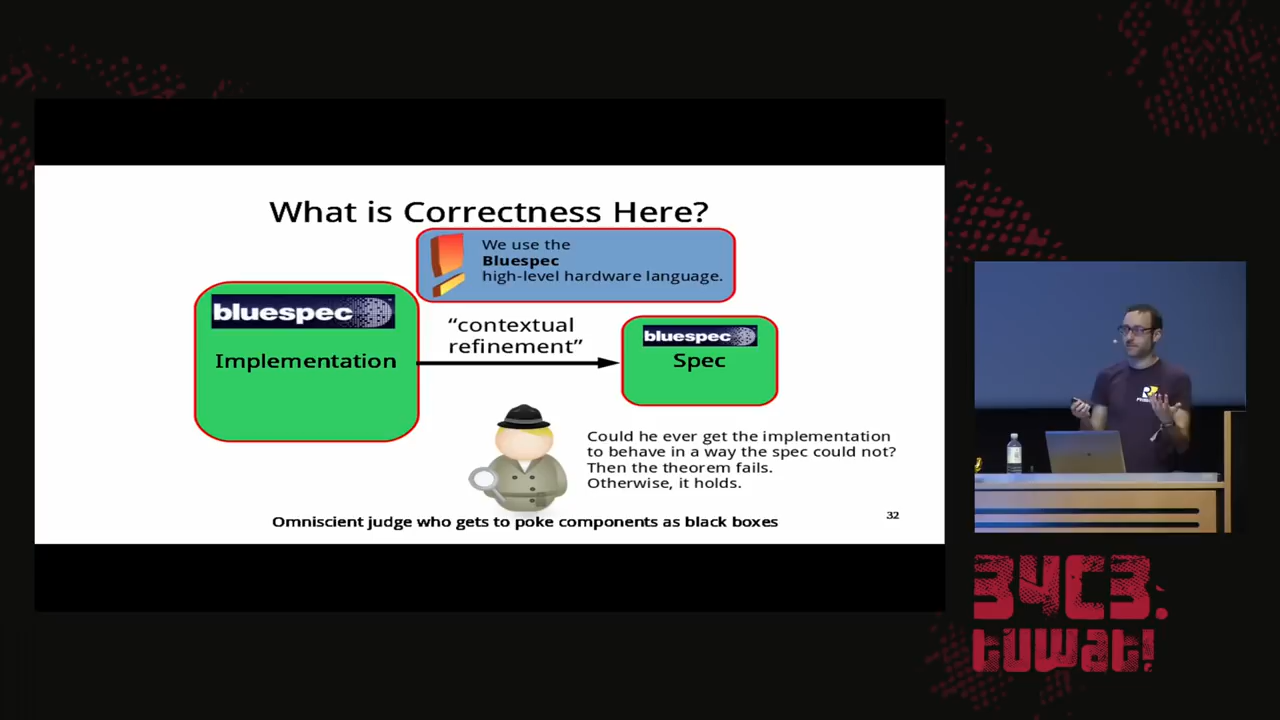 What is Correctness Here?
We use the
Bluespec
high-level hardware language.
bluespec
Implementation
"contextual
refinement"
bluespec
Spec
Could he ever get the implementation
to behave in a way the spec could not?
Then the theorem fails.
Otherwise, it holds.
Omniscient judge who gets to poke components as black boxes
32
34C3.
tuwat!